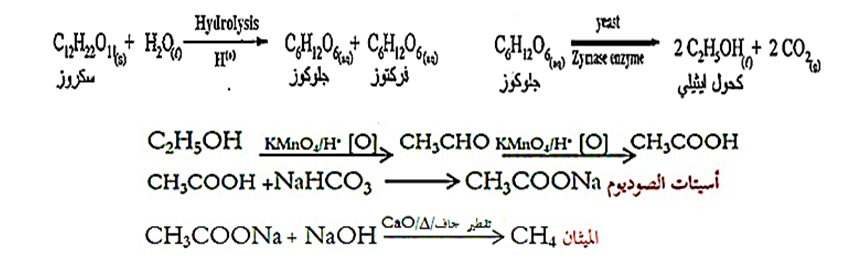 C12H22O11(s) + H2O(l) Hydrolysis H(+) C6H12O6(aq) + C6H12O6(aq)
سكروز جلوكوز فركتوز
C6H12O6(aq) yeast Zymase enzyme 2 C2H5OH(l) + 2 CO2(g)
جلوكوز كحول ايثيلي
C2H5OH KMnO4/H+ [O] CH3CHO KMnO4/H+ [O] CH3COOH
CH3COOH +NaHCO3 CH3COONa أسيتات الصوديوم
CH3COONa + NaOH CaO/Δ/تقطير جاف CH4 الميثان